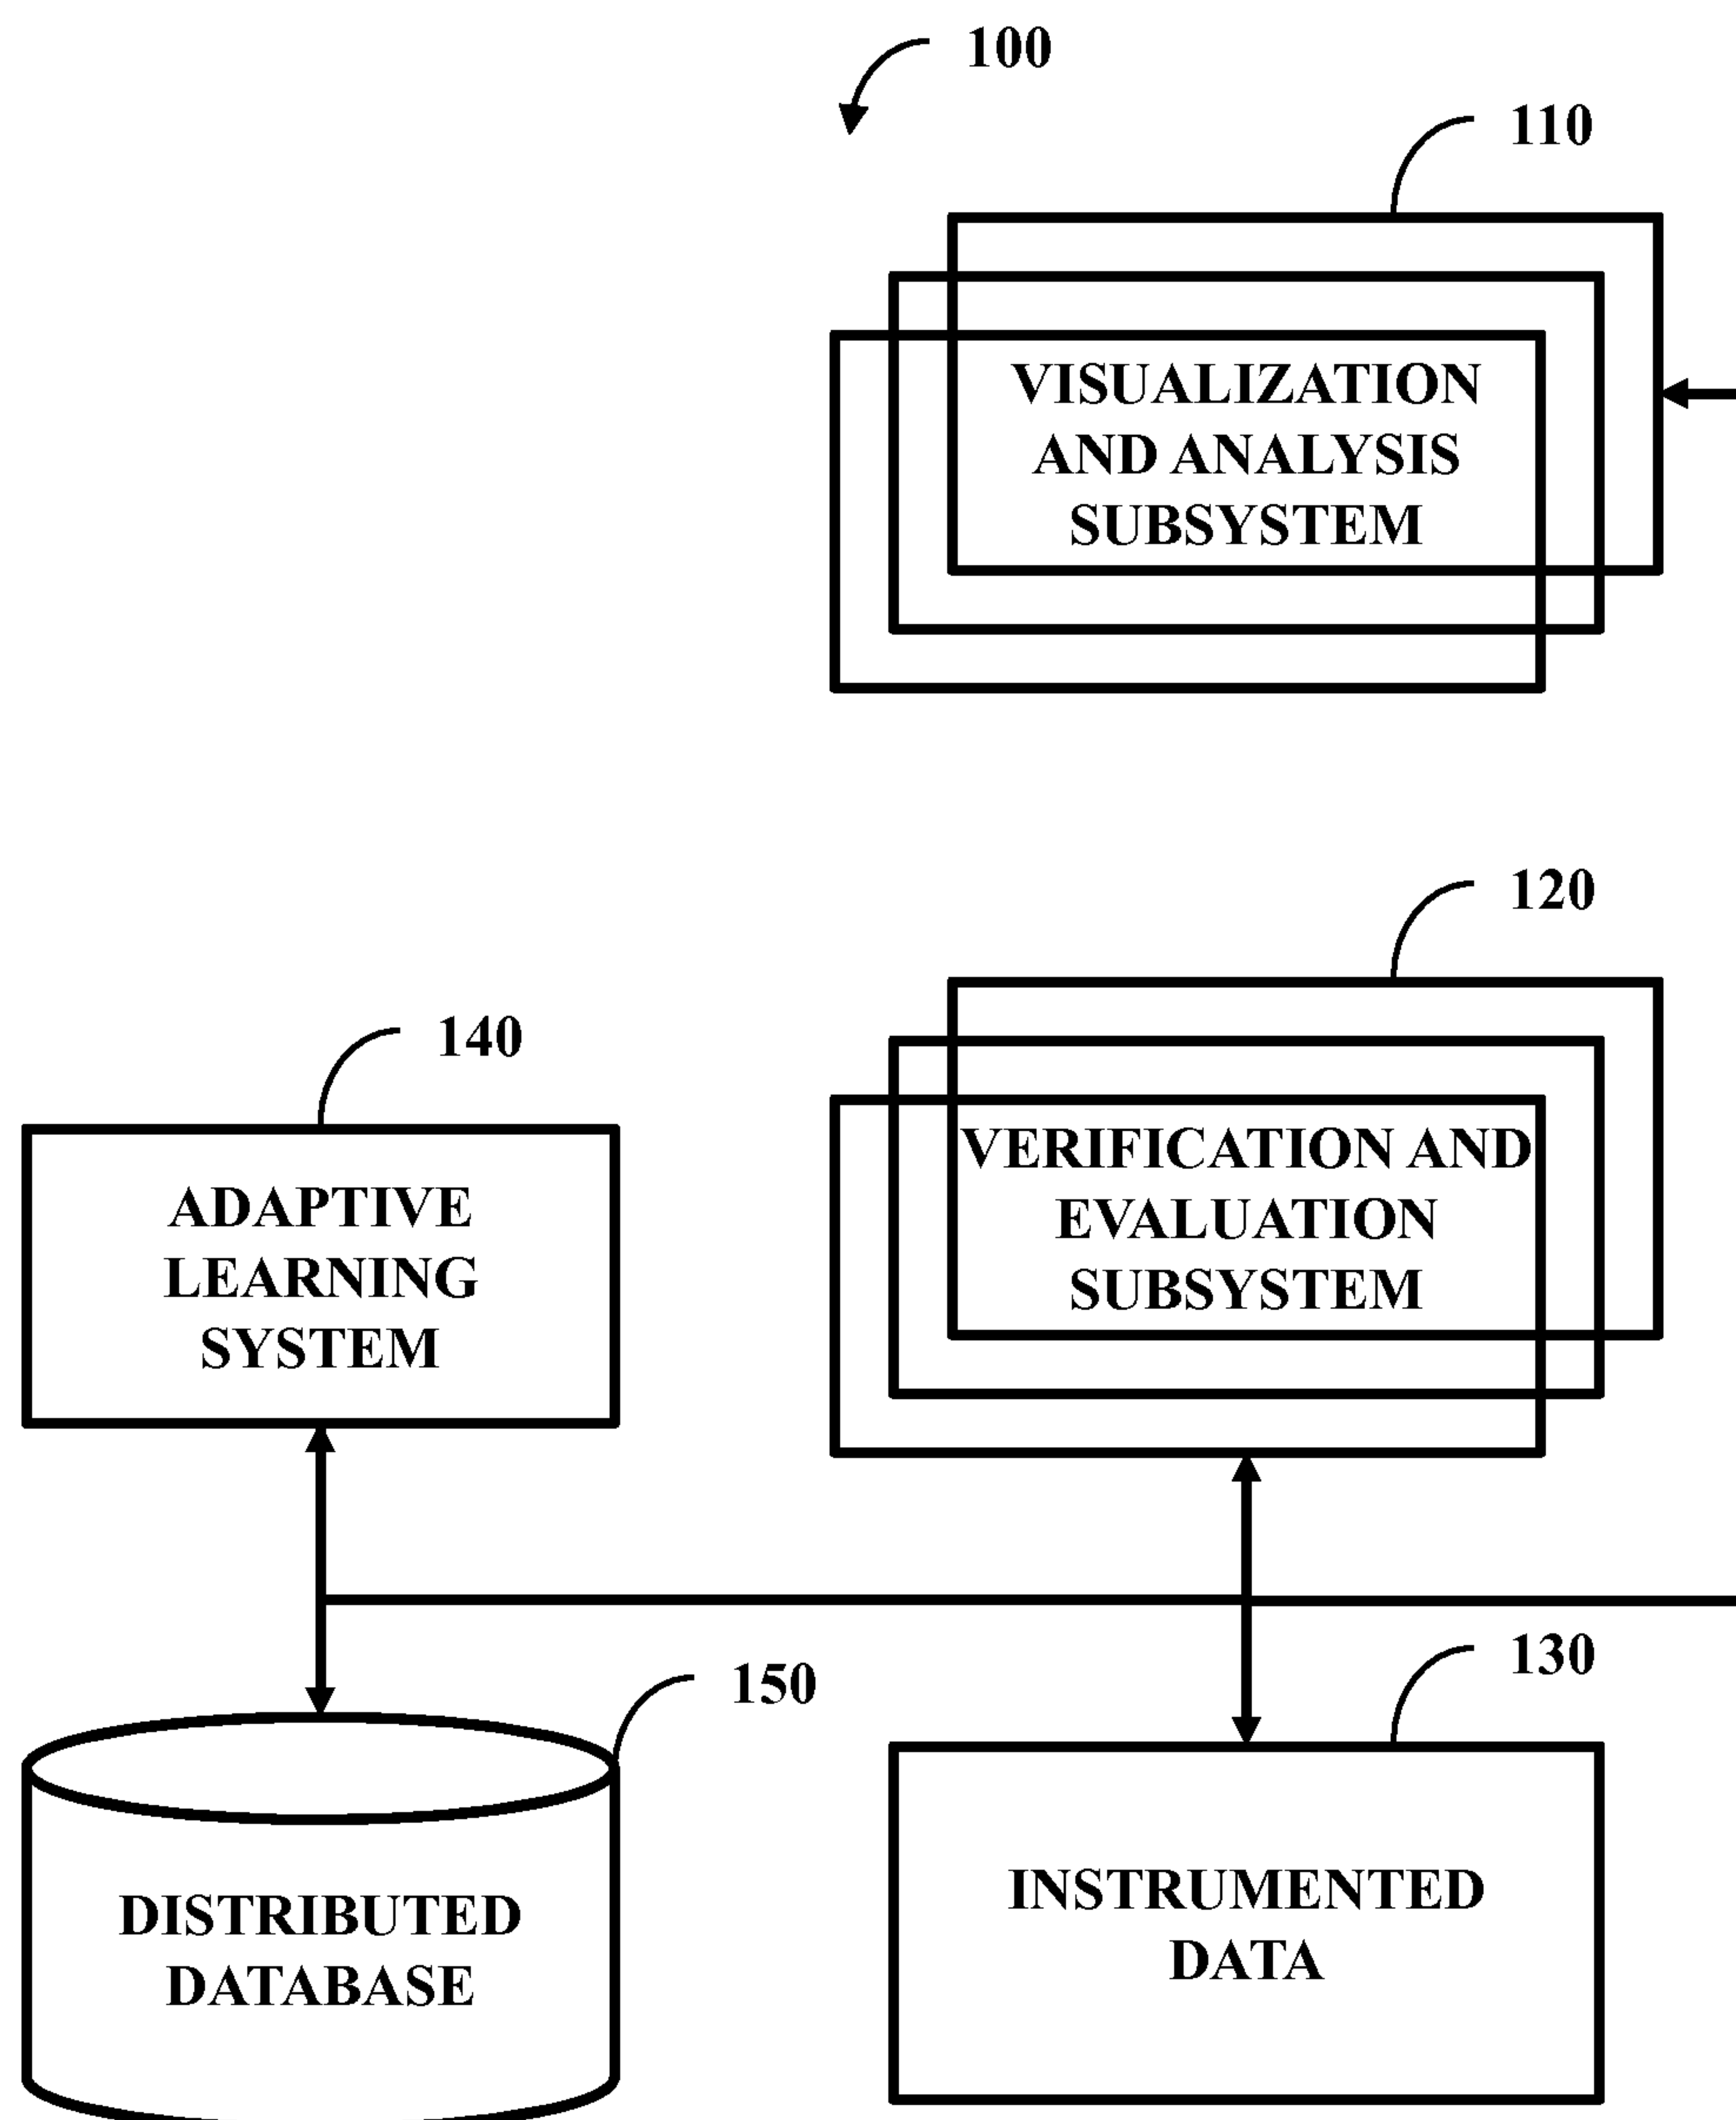 100
110
VISUALIZATION
AND ANALYSIS
SUBSYSTEM
120
VERIFICATION AND
EVALUATION
SUBSYSTEM
140
ADAPTIVE
LEARNING
SYSTEM
150
DISTRIBUTED
DATABASE
130
INSTRUMENTED
DATA